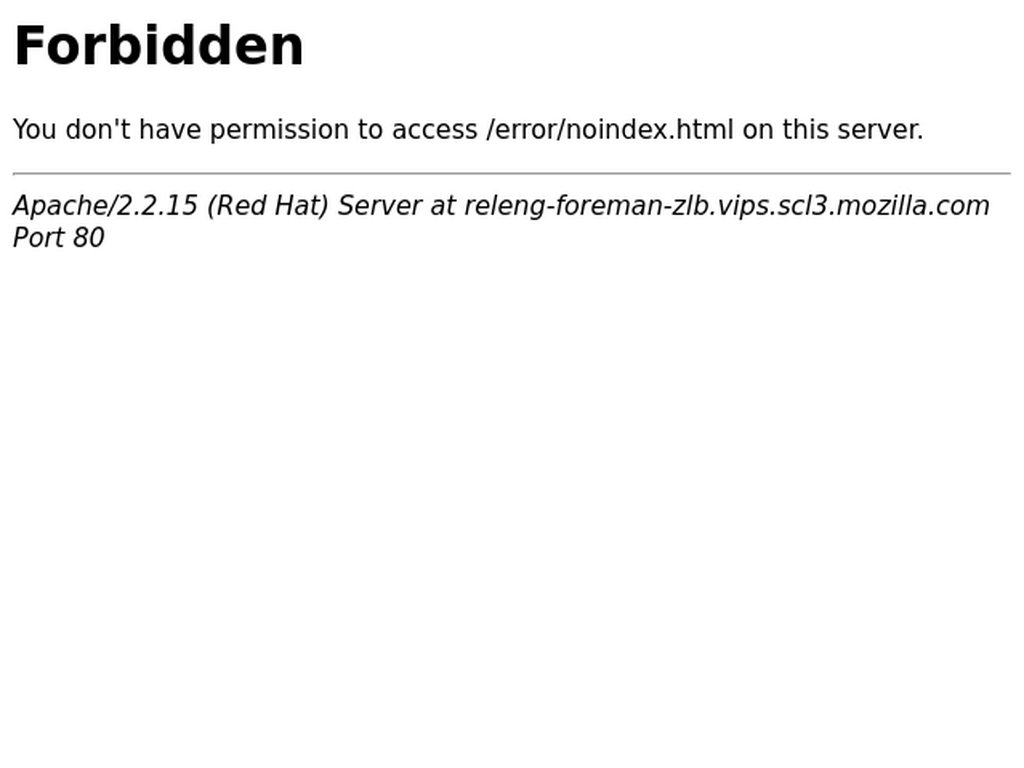 Forbidden
You don't have permission to access /error/noindex.html on this server.
Apache/2.2.15 (Red Hat) Server at releng-foreman-zlb.vips.scl3.mozilla.com
Port 80